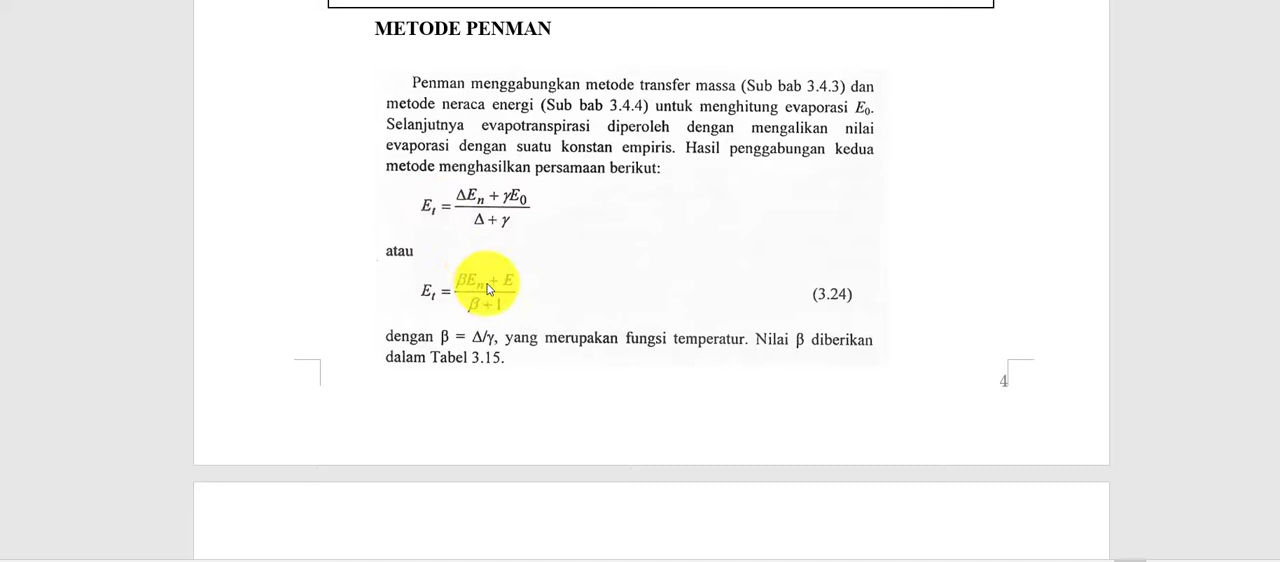 METODE PENMAN
Penman menggabungkan metode transfer massa (Sub bab 3.4.3) dan
metode neraca energi (Sub bab 3.4.4) untuk menghitung evaporasi E₀.
Selanjutnya evapotranspirasi diperoleh dengan mengalikan nilai
evaporasi dengan suatu konstan empiris. Hasil penggabungan kedua
metode menghasilkan persamaan berikut:
Eₜ = (ΔEₙ + γE₀) / (Δ + γ)
atau
Eₜ = (βEₙ + E) / (β + 1) (3.24)
dengan β = Δ/γ, yang merupakan fungsi temperatur. Nilai β diberikan
dalam Tabel 3.15.
4